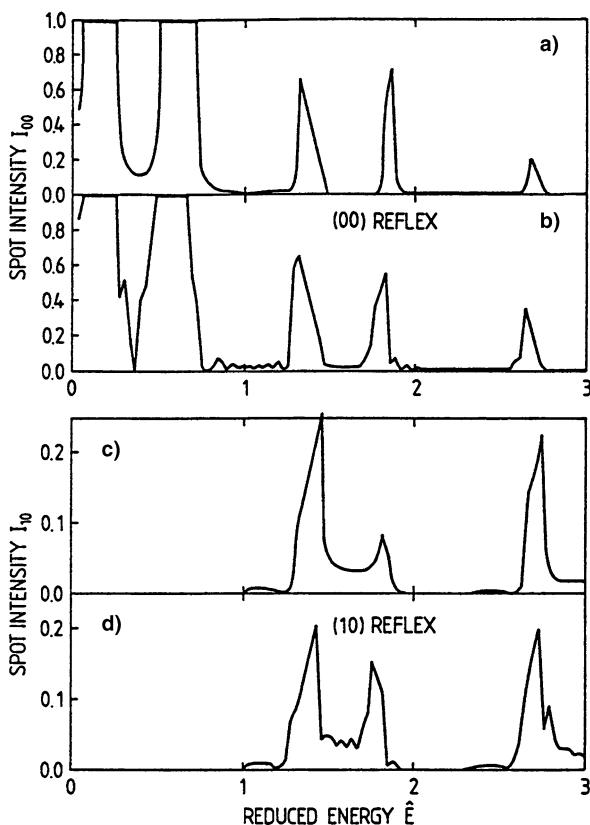 1.0
a)
0.8
0.6
0.4
0.2
0.0
SPOT INTENSITY I₀₀
(00) REFLEX
b)
0.8
0.6
0.4
0.2
0.0
0
1
2
3
c)
0.2
0.1
0.0
SPOT INTENSITY I₁₀
d)
(10) REFLEX
0.2
0.1
0.0
0
1
2
3
REDUCED ENERGY Ê